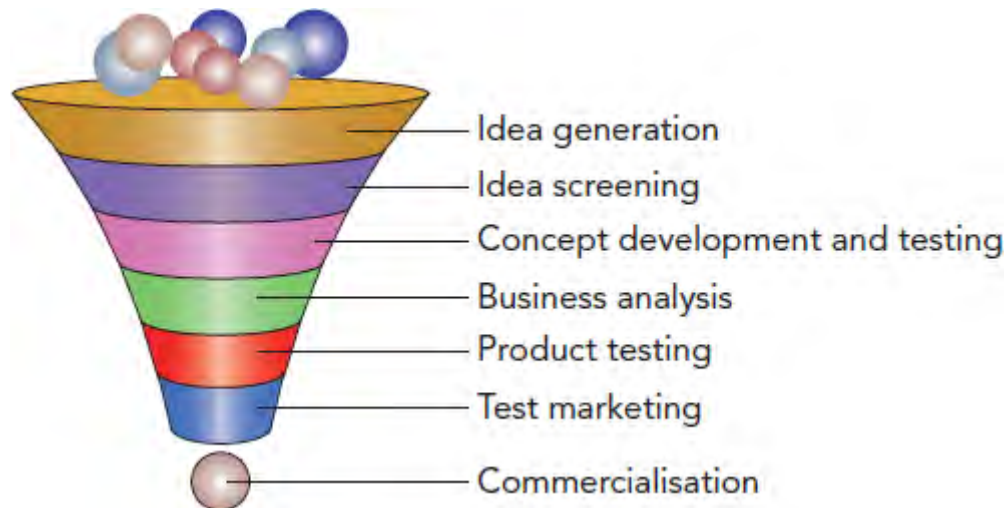 Idea generation
Idea screening
Concept development and testing
Business analysis
Product testing
Test marketing
Commercialisation